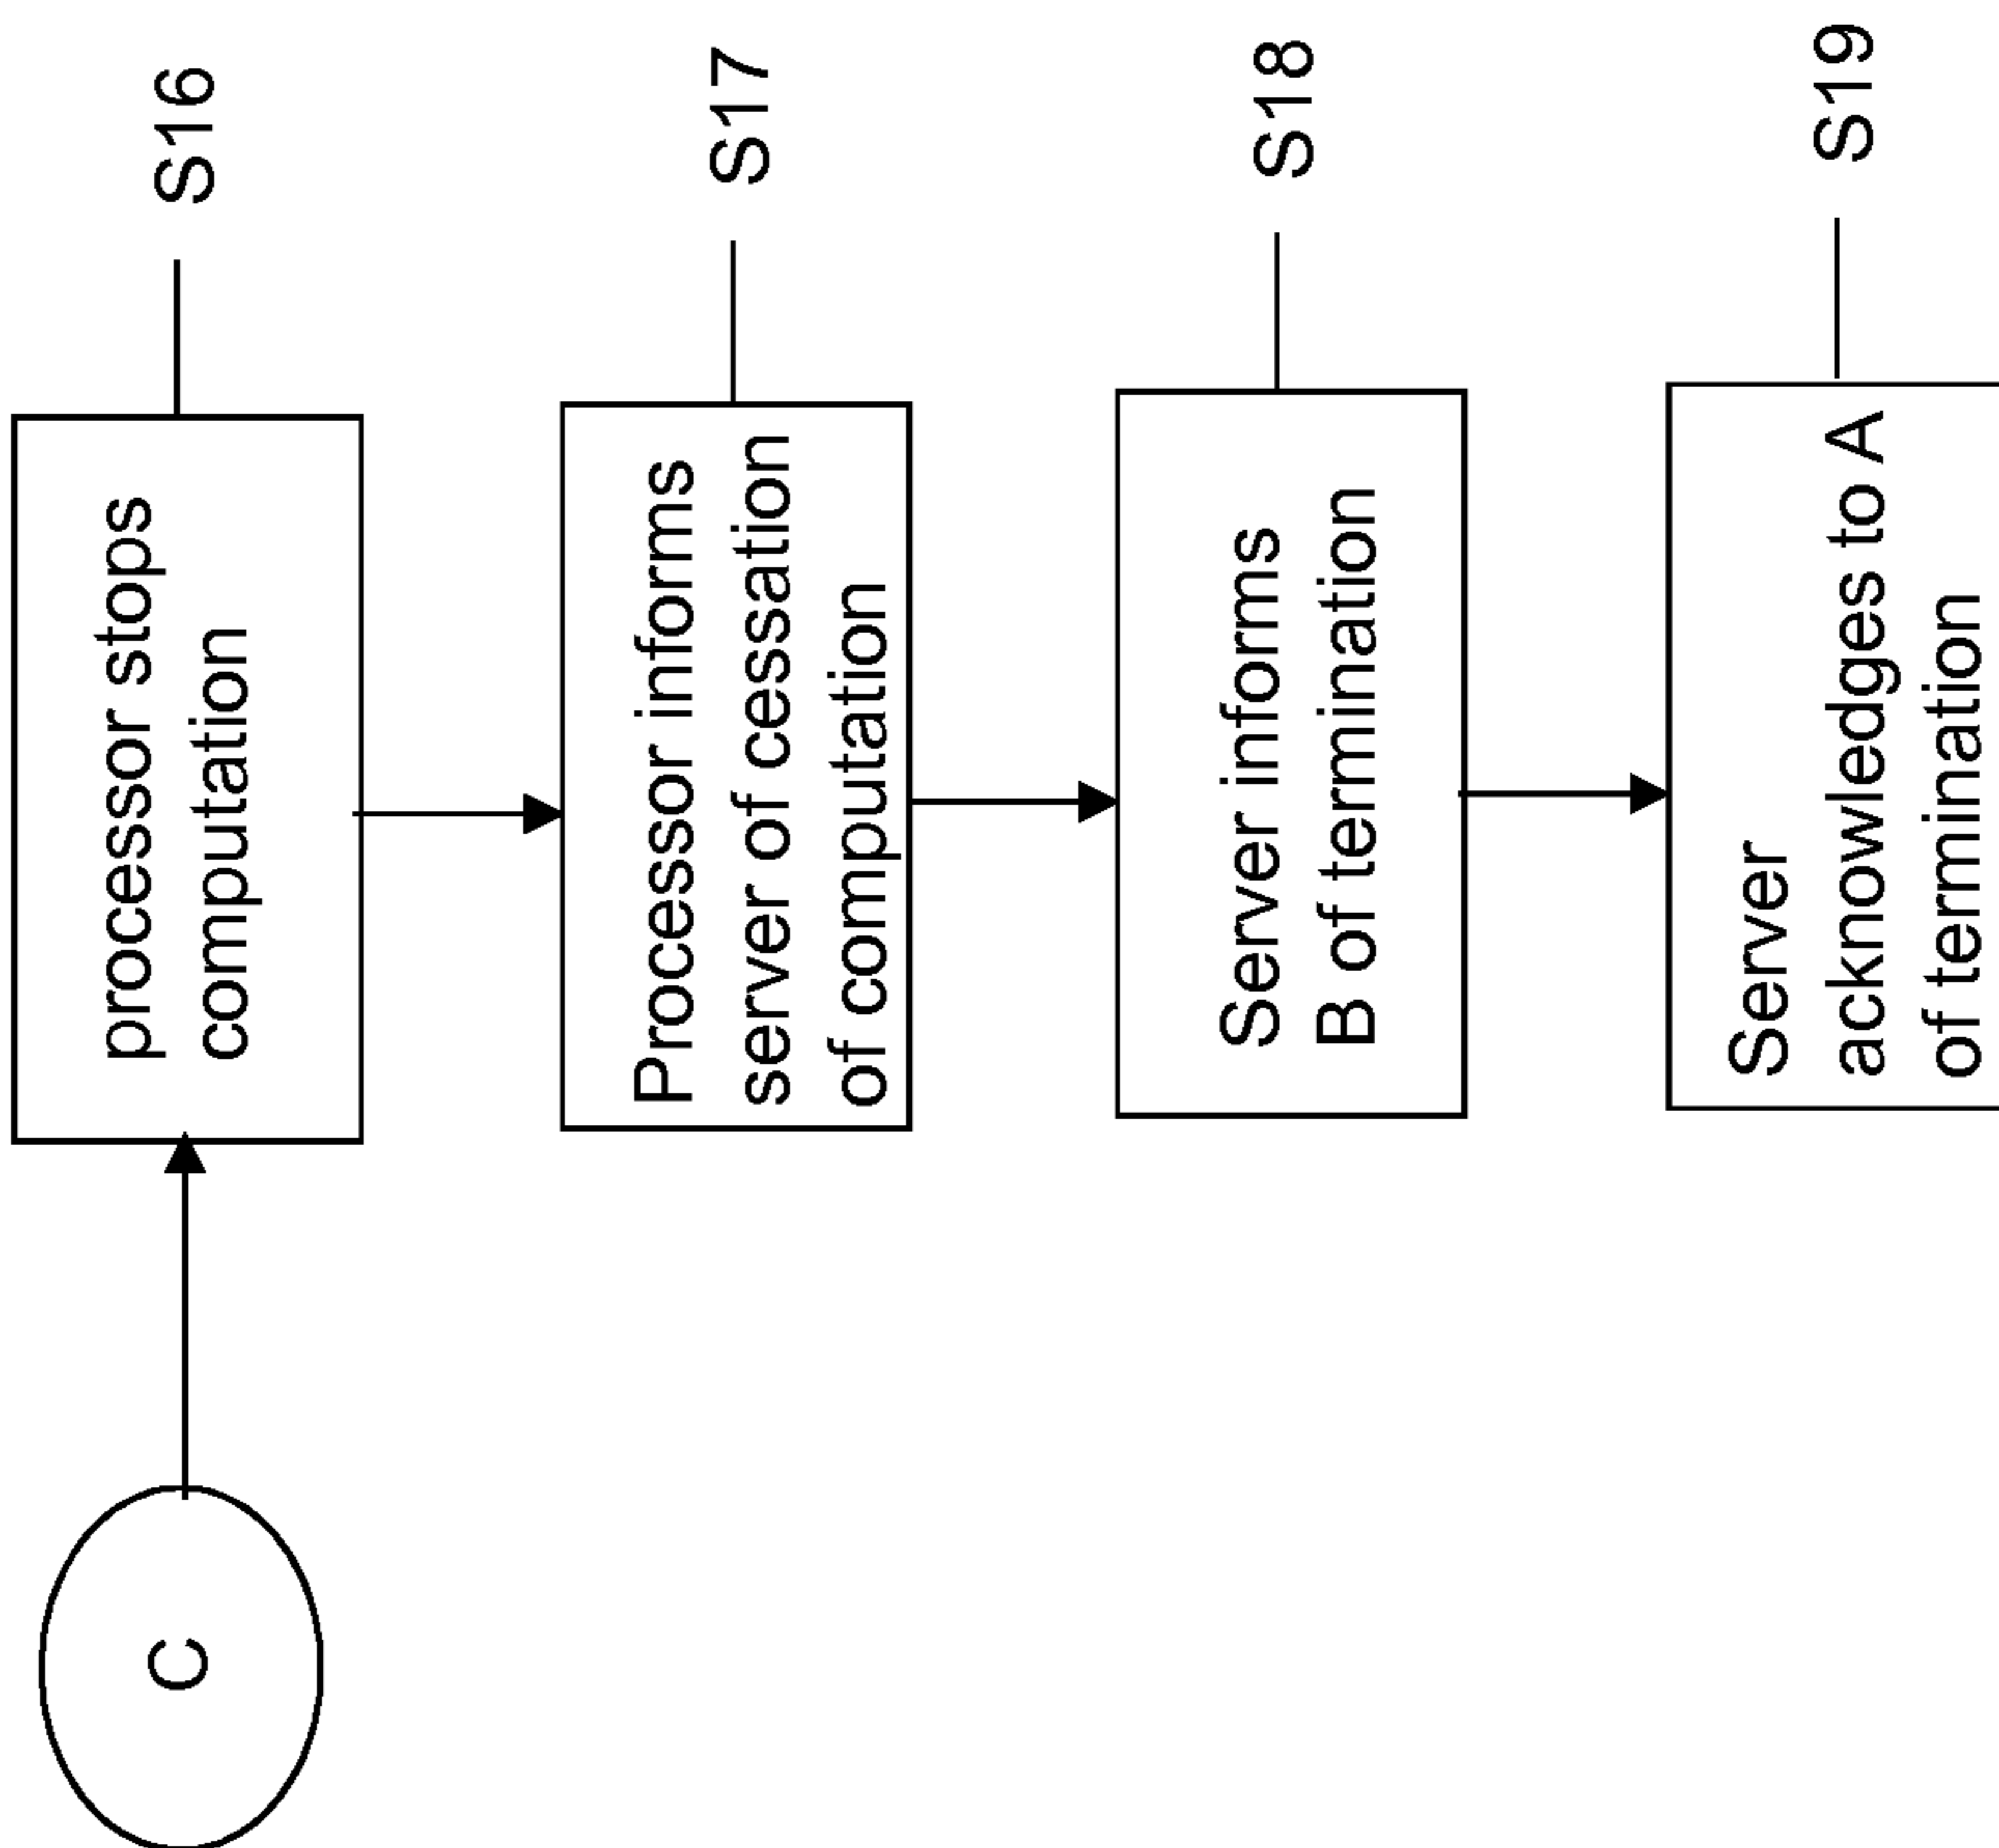 C
processor stops
computation
S16
Processor informs
server of cessation
of computation
S17
Server informs
B of termination
S18
Server
acknowledges to A
of termination
S19